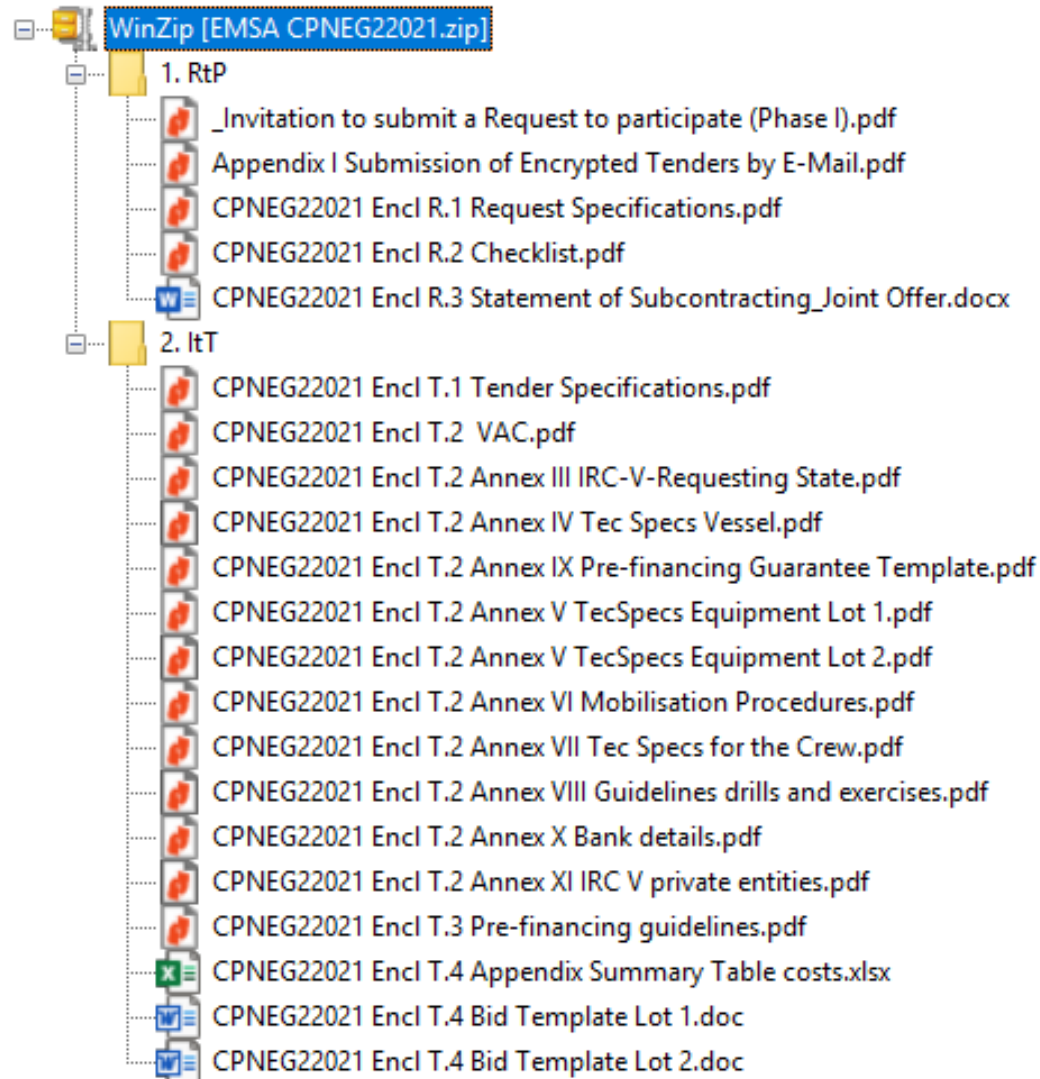 WinZip [EMSA CPNEG22021.zip]
1. RtP
_Invitation to submit a Request to participate (Phase I).pdf
Appendix I Submission of Encrypted Tenders by E-Mail.pdf
CPNEG22021 Encl R.1 Request Specifications.pdf
CPNEG22021 Encl R.2 Checklist.pdf
CPNEG22021 Encl R.3 Statement of Subcontracting_Joint Offer.docx
2. ItT
CPNEG22021 Encl T.1 Tender Specifications.pdf
CPNEG22021 Encl T.2  VAC.pdf
CPNEG22021 Encl T.2 Annex III IRC-V-Requesting State.pdf
CPNEG22021 Encl T.2 Annex IV Tec Specs Vessel.pdf
CPNEG22021 Encl T.2 Annex IX Pre-financing Guarantee Template.pdf
CPNEG22021 Encl T.2 Annex V TecSpecs Equipment Lot 1.pdf
CPNEG22021 Encl T.2 Annex V TecSpecs Equipment Lot 2.pdf
CPNEG22021 Encl T.2 Annex VI Mobilisation Procedures.pdf
CPNEG22021 Encl T.2 Annex VII Tec Specs for the Crew.pdf
CPNEG22021 Encl T.2 Annex VIII Guidelines drills and exercises.pdf
CPNEG22021 Encl T.2 Annex X Bank details.pdf
CPNEG22021 Encl T.2 Annex XI IRC V private entities.pdf
CPNEG22021 Encl T.3 Pre-financing guidelines.pdf
CPNEG22021 Encl T.4 Appendix Summary Table costs.xlsx
CPNEG22021 Encl T.4 Bid Template Lot 1.doc
CPNEG22021 Encl T.4 Bid Template Lot 2.doc